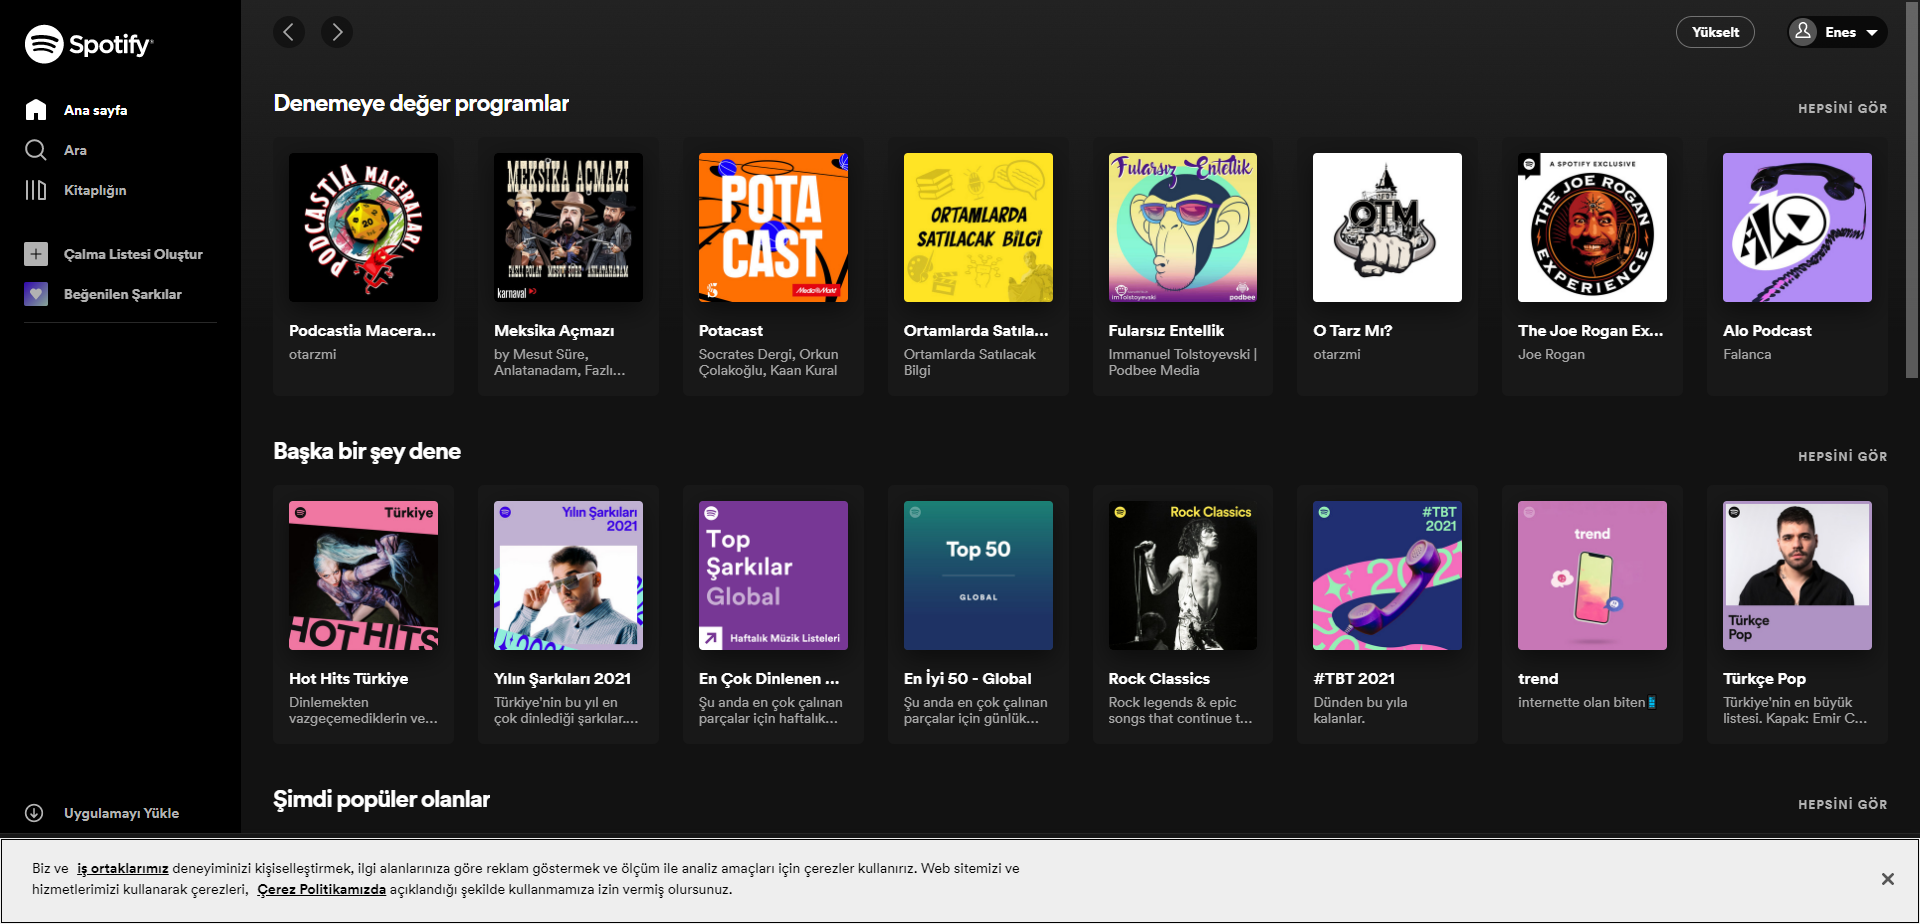 Spotify
Yükselt
Enes
Ana sayfa
Ara
Kitaplığın
Çalma Listesi Oluştur
Beğenilen Şarkılar
Uygulamayı Yükle
Denemeye değer programlar
HEPSİNİ GÖR
PODCASTIA MACERALARI
MEKSİKA AÇMAZI
FAZLI POLAT MESUT SÜRE ANLATANADAM
karnaval
POTA
CAST
MediaMarkt
ORTAMLARDA
SATILACAK BİLGİ
Fularsız Entellik
imTolstoyevski
podbee
OTM
A SPOTIFY EXCLUSIVE
THE JOE ROGAN
EXPERIENCE
Podcastia Macera...
otarzmi
Meksika Açmazı
by Mesut Süre,
Anlatanadam, Fazlı...
Potacast
Socrates Dergi, Orkun
Çolakoğlu, Kaan Kural
Ortamlarda Satıla...
Ortamlarda Satılacak
Bilgi
Fularsız Entellik
Immanuel Tolstoyevski |
Podbee Media
O Tarz Mı?
otarzmi
The Joe Rogan Ex...
Joe Rogan
Alo Podcast
Falanca
Başka bir şey dene
HEPSİNİ GÖR
Türkiye
HOT HITS
Yılın Şarkıları
2021
Top
Şarkılar
Global
Haftalık Müzik Listeleri
Top 50
GLOBAL
Rock Classics
#TBT
2021
202
trend
Türkçe
Pop
Hot Hits Türkiye
Dinlemekten
vazgeçemediklerin ve...
Yılın Şarkıları 2021
Türkiye'nin bu yıl en
çok dinlediği şarkılar....
En Çok Dinlenen ...
Şu anda en çok çalınan
parçalar için haftalık...
En İyi 50 - Global
Şu anda en çok çalınan
parçalar için günlük...
Rock Classics
Rock legends & epic
songs that continue t...
#TBT 2021
Dünden bu yıla
kalanlar.
trend
internette olan biten📱
Türkçe Pop
Türkiye'nin en büyük
listesi. Kapak: Emir C...
Şimdi popüler olanlar
HEPSİNİ GÖR
Biz ve iş ortaklarımız deneyiminizi kişiselleştirmek, ilgi alanlarınıza göre reklam göstermek ve ölçüm ile analiz amaçları için çerezler kullanırız. Web sitemizi ve
hizmetlerimizi kullanarak çerezleri, Çerez Politikamızda açıklandığı şekilde kullanmamıza izin vermiş olursunuz.